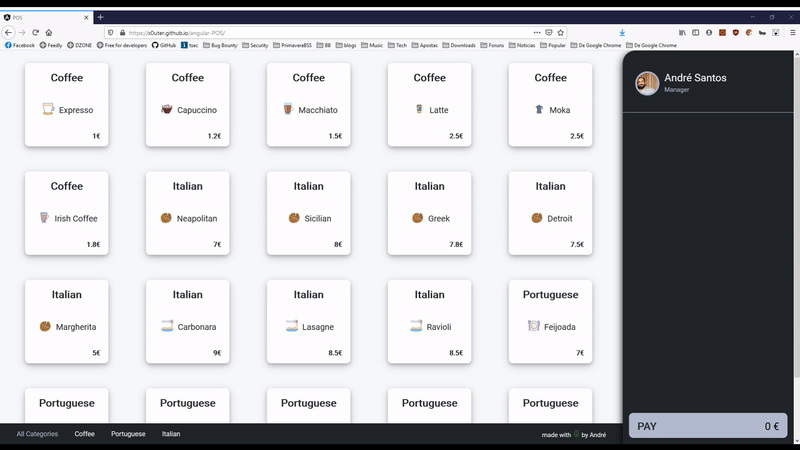 POS
https://a0uter.github.io/angular-POS/
Facebook Feedly DZONE Free for developers GitHub tsec Bug Bounty Security PrimaveraBSS BB blogs Music Tech Apostas Downloads Foruns Noticias Popular De Google Chrome De Google Chrome
Coffee Coffee Coffee Coffee Coffee
Expresso Capuccino Macchiato Latte Moka
1€ 1.2€ 1.5€ 2.5€ 2.5€
André Santos
Manager
Coffee Italian Italian Italian Italian
Irish Coffee Neapolitan Sicilian Greek Detroit
1.8€ 7€ 8€ 7.8€ 7.5€
Italian Italian Italian Italian Portuguese
Margherita Carbonara Lasagne Ravioli Feijoada
5€ 9€ 8.5€ 8.5€ 7€
Portuguese Portuguese Portuguese Portuguese Portuguese
PAY 0 €
All Categories Coffee Portuguese Italian made with by André